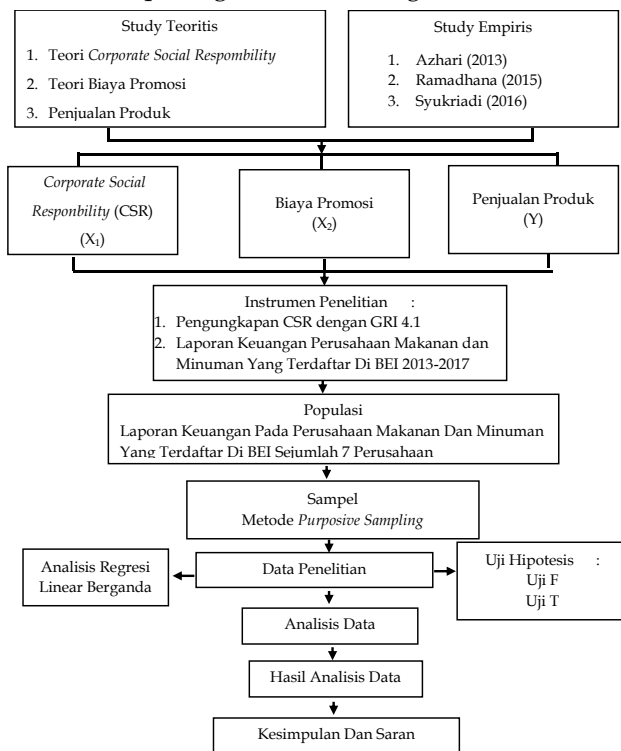 Study Teoritis
1. Teori Corporate Social Respombility
2. Teori Biaya Promosi
3. Penjualan Produk
Study Empiris
1. Azhari (2013)
2. Ramadhana (2015)
3. Syukriadi (2016)
Corporate Social
Responbility (CSR)
(X₁)
Biaya Promosi
(X₂)
Penjualan Produk
(Y)
Instrumen Penelitian :
1. Pengungkapan CSR dengan GRI 4.1
2. Laporan Keuangan Perusahaan Makanan dan
Minuman Yang Terdaftar Di BEI 2013-2017
Populasi
Laporan Keuangan Pada Perusahaan Makanan Dan Minuman
Yang Terdaftar Di BEI Sejumlah 7 Perusahaan
Sampel
Metode Purposive Sampling
Analisis Regresi
Linear Berganda
Data Penelitian
Uji Hipotesis :
Uji F
Uji T
Analisis Data
Hasil Analisis Data
Kesimpulan Dan Saran